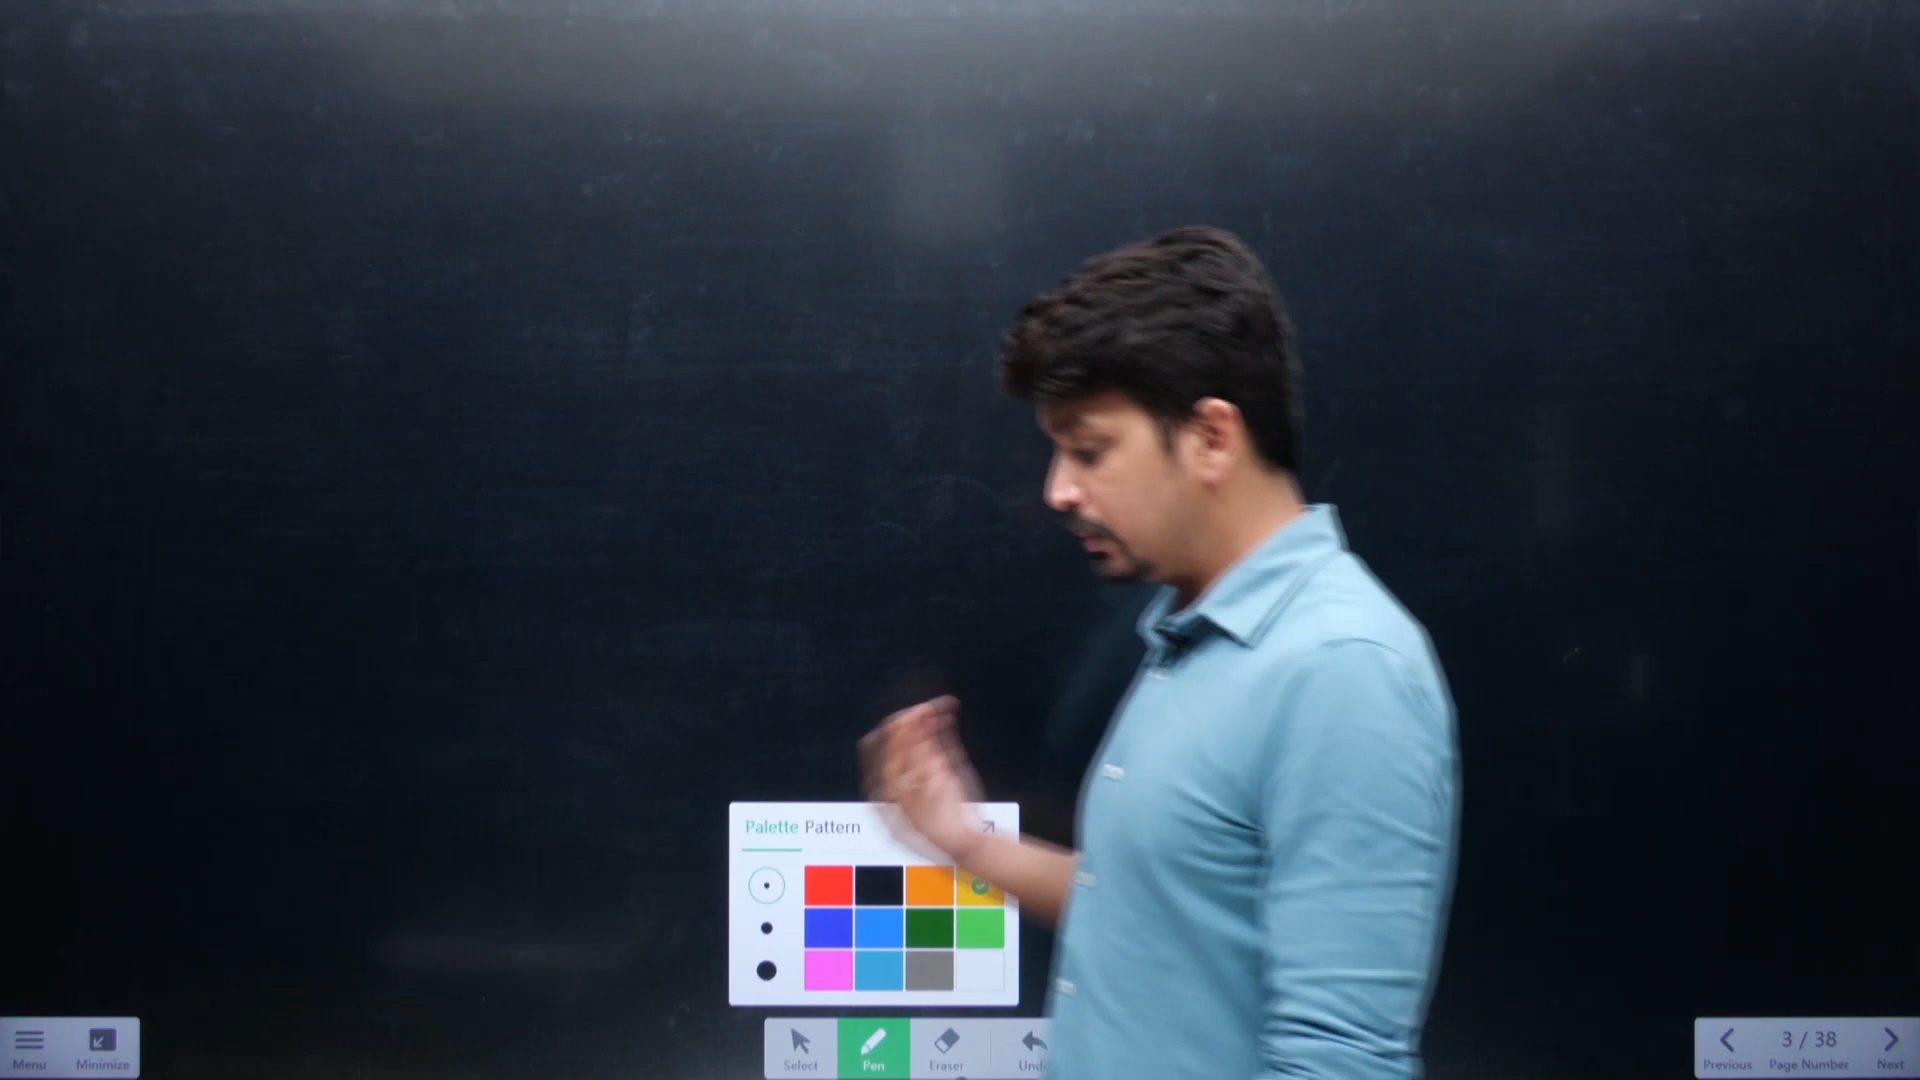 Palette Pattern
Menu
Minimize
Select
Pen
Eraser
3 / 38
Previous
Page Number
Next